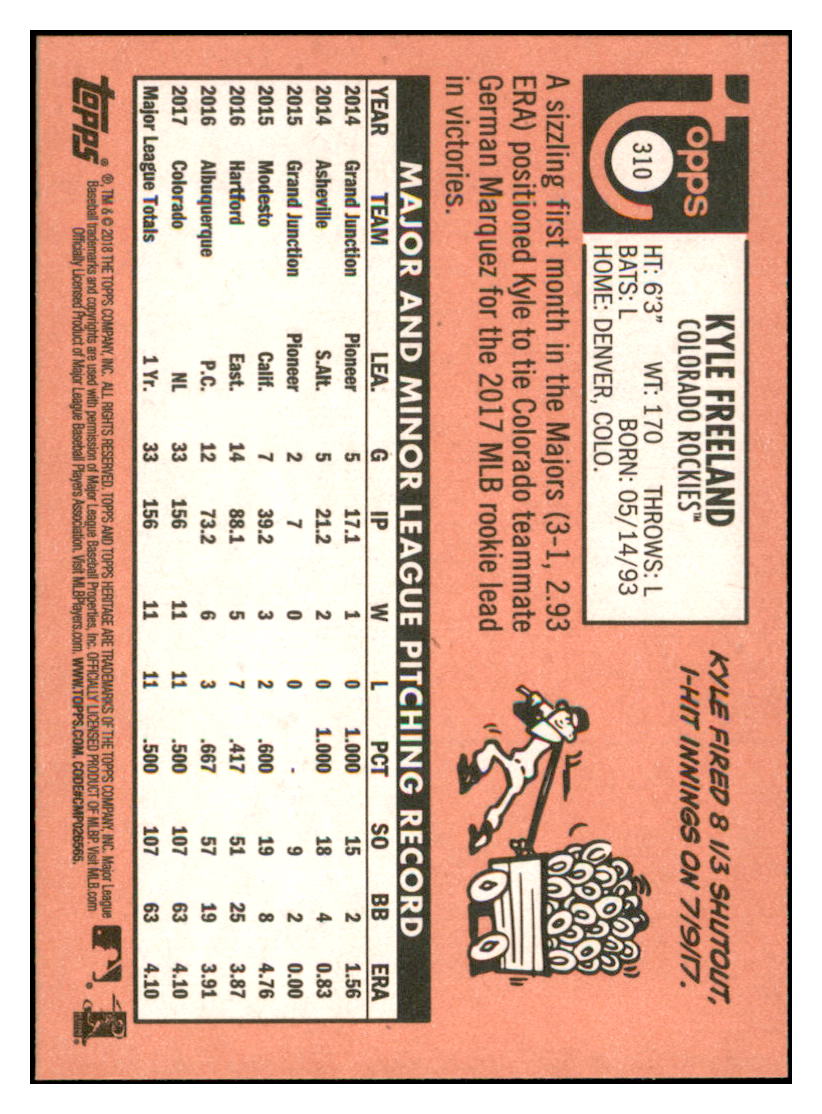 Topps
310
KYLE FREELAND
COLORADO ROCKIES™
HT: 6'3" WT: 170 THROWS: L
BATS: L BORN: 05/14/93
HOME: DENVER, COLO.
KYLE FIRED 8 1/3 SHUTOUT,
1-HIT INNINGS ON 7/9/17.
A sizzling first month in the Majors (3-1, 2.93
ERA) positioned Kyle to tie Colorado teammate
German Marquez for the 2017 MLB rookie lead
in victories.
MAJOR AND MINOR LEAGUE PITCHING RECORD
YEAR TEAM LEA. G IP W L PCT SO BB ERA
2014 Grand Junction Pioneer 5 17.1 1 0 1.000 15 2 1.56
2014 Asheville S.Atl. 5 21.2 2 0 1.000 18 4 0.83
2015 Grand Junction Pioneer 2 7 0 0 - 9 2 0.00
2015 Modesto Calif. 7 39.2 3 2 .600 19 8 4.76
2016 Hartford East. 14 88.1 5 7 .417 51 25 3.87
2016 Albuquerque P.C. 12 73.2 6 3 .667 57 19 3.91
2017 Colorado NL 33 156 11 11 .500 107 63 4.10
Major League Totals 1 Yr. 33 156 11 11 .500 107 63 4.10
Topps®
®, TM & © 2018 THE TOPPS COMPANY, INC. ALL RIGHTS RESERVED. TOPPS AND TOPPS HERITAGE ARE TRADEMARKS OF THE TOPPS COMPANY, INC. Major League
Baseball trademarks and copyrights are used with permission of Major League Baseball Properties, Inc. OFFICIALLY LICENSED PRODUCT OF MLBP. Visit MLB.com
Officially Licensed Product of Major League Baseball Players Association. Visit MLBPlayers.com. WWW.TOPPS.COM. CODE#CMP026565.